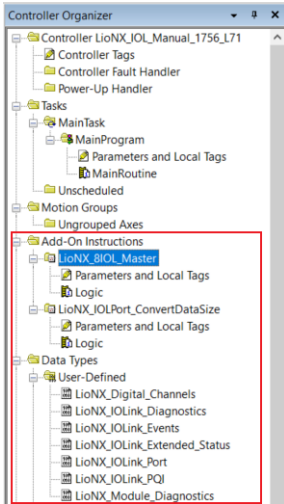 Controller Organizer
Controller LioNX_IOL_Manual_1756_L71
Controller Tags
Controller Fault Handler
Power-Up Handler
Tasks
MainTask
MainProgram
Parameters and Local Tags
MainRoutine
Unscheduled
Motion Groups
Ungrouped Axes
Add-On Instructions
LioNX_8IOL_Master
Parameters and Local Tags
Logic
LioNX_IOLPort_ConvertDataSize
Parameters and Local Tags
Logic
Data Types
User-Defined
LioNX_Digital_Channels
LioNX_IOLink_Diagnostics
LioNX_IOLink_Events
LioNX_IOLink_Extended_Status
LioNX_IOLink_Port
LioNX_IOLink_PQI
LioNX_Module_Diagnostics